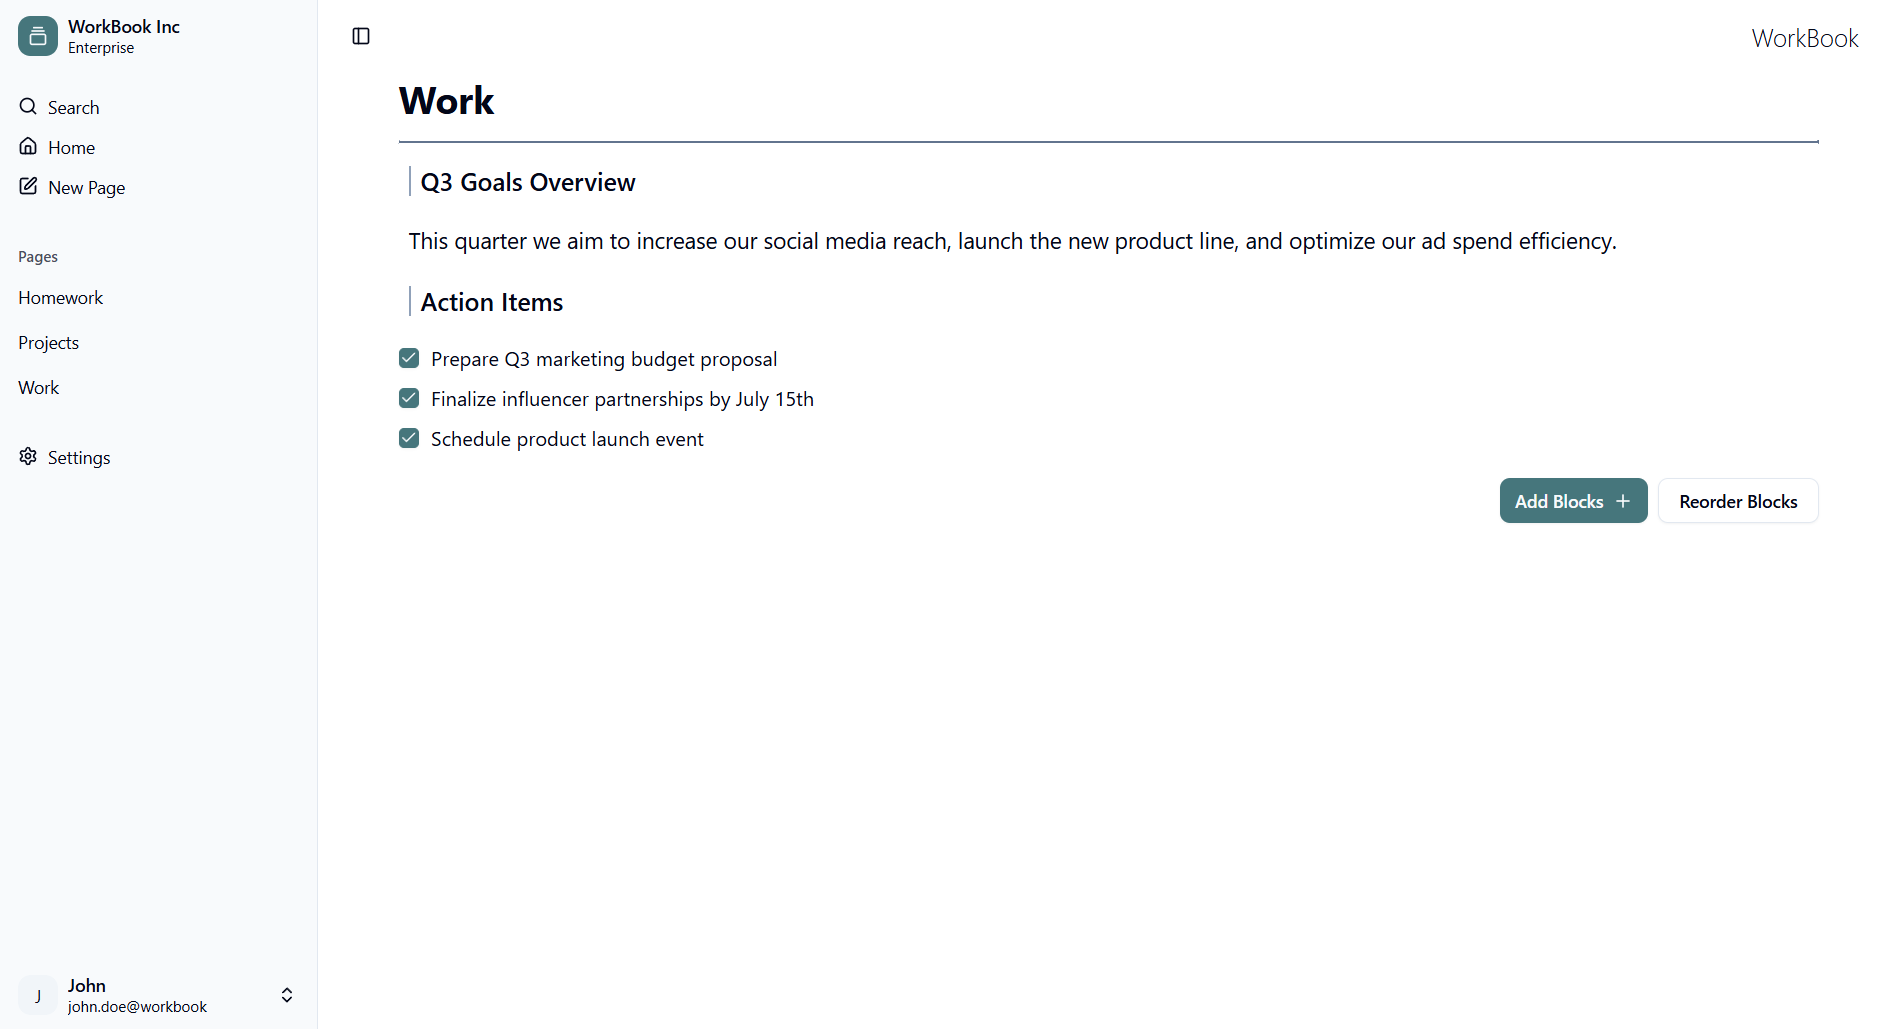 WorkBook Inc
Enterprise
Search
Home
New Page
Pages
Homework
Projects
Work
Settings
J
John
john.doe@workbook
WorkBook
Work
Q3 Goals Overview
This quarter we aim to increase our social media reach, launch the new product line, and optimize our ad spend efficiency.
Action Items
Prepare Q3 marketing budget proposal
Finalize influencer partnerships by July 15th
Schedule product launch event
Add Blocks
Reorder Blocks